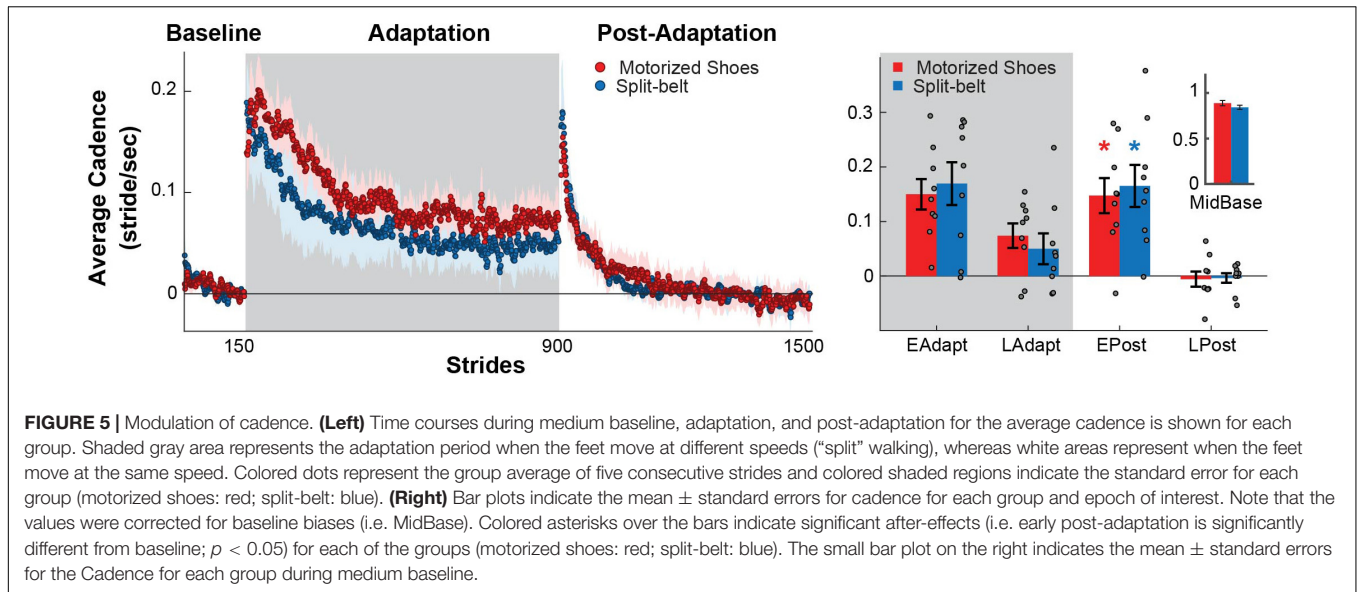 Baseline
Adaptation
Post-Adaptation
Motorized Shoes
Split-belt
Average Cadence
(stride/sec)
0.2
0.1
0
150
900
1500
Strides
Motorized Shoes
Split-belt
0.3
0.2
0.1
0
EAdapt
LAdapt
EPost
LPost
* *
1
0.5
0
MidBase
FIGURE 5 | Modulation of cadence. (Left) Time courses during medium baseline, adaptation, and post-adaptation for the average cadence is shown for each
group. Shaded gray area represents the adaptation period when the feet move at different speeds (“split” walking), whereas white areas represent when the feet
move at the same speed. Colored dots represent the group average of five consecutive strides and colored shaded regions indicate the standard error for each
group (motorized shoes: red; split-belt: blue). (Right) Bar plots indicate the mean ± standard errors for cadence for each group and epoch of interest. Note that the
values were corrected for baseline biases (i.e. MidBase). Colored asterisks over the bars indicate significant after-effects (i.e. early post-adaptation is significantly
different from baseline; p < 0.05) for each of the groups (motorized shoes: red; split-belt: blue). The small bar plot on the right indicates the mean ± standard errors
for the Cadence for each group during medium baseline.